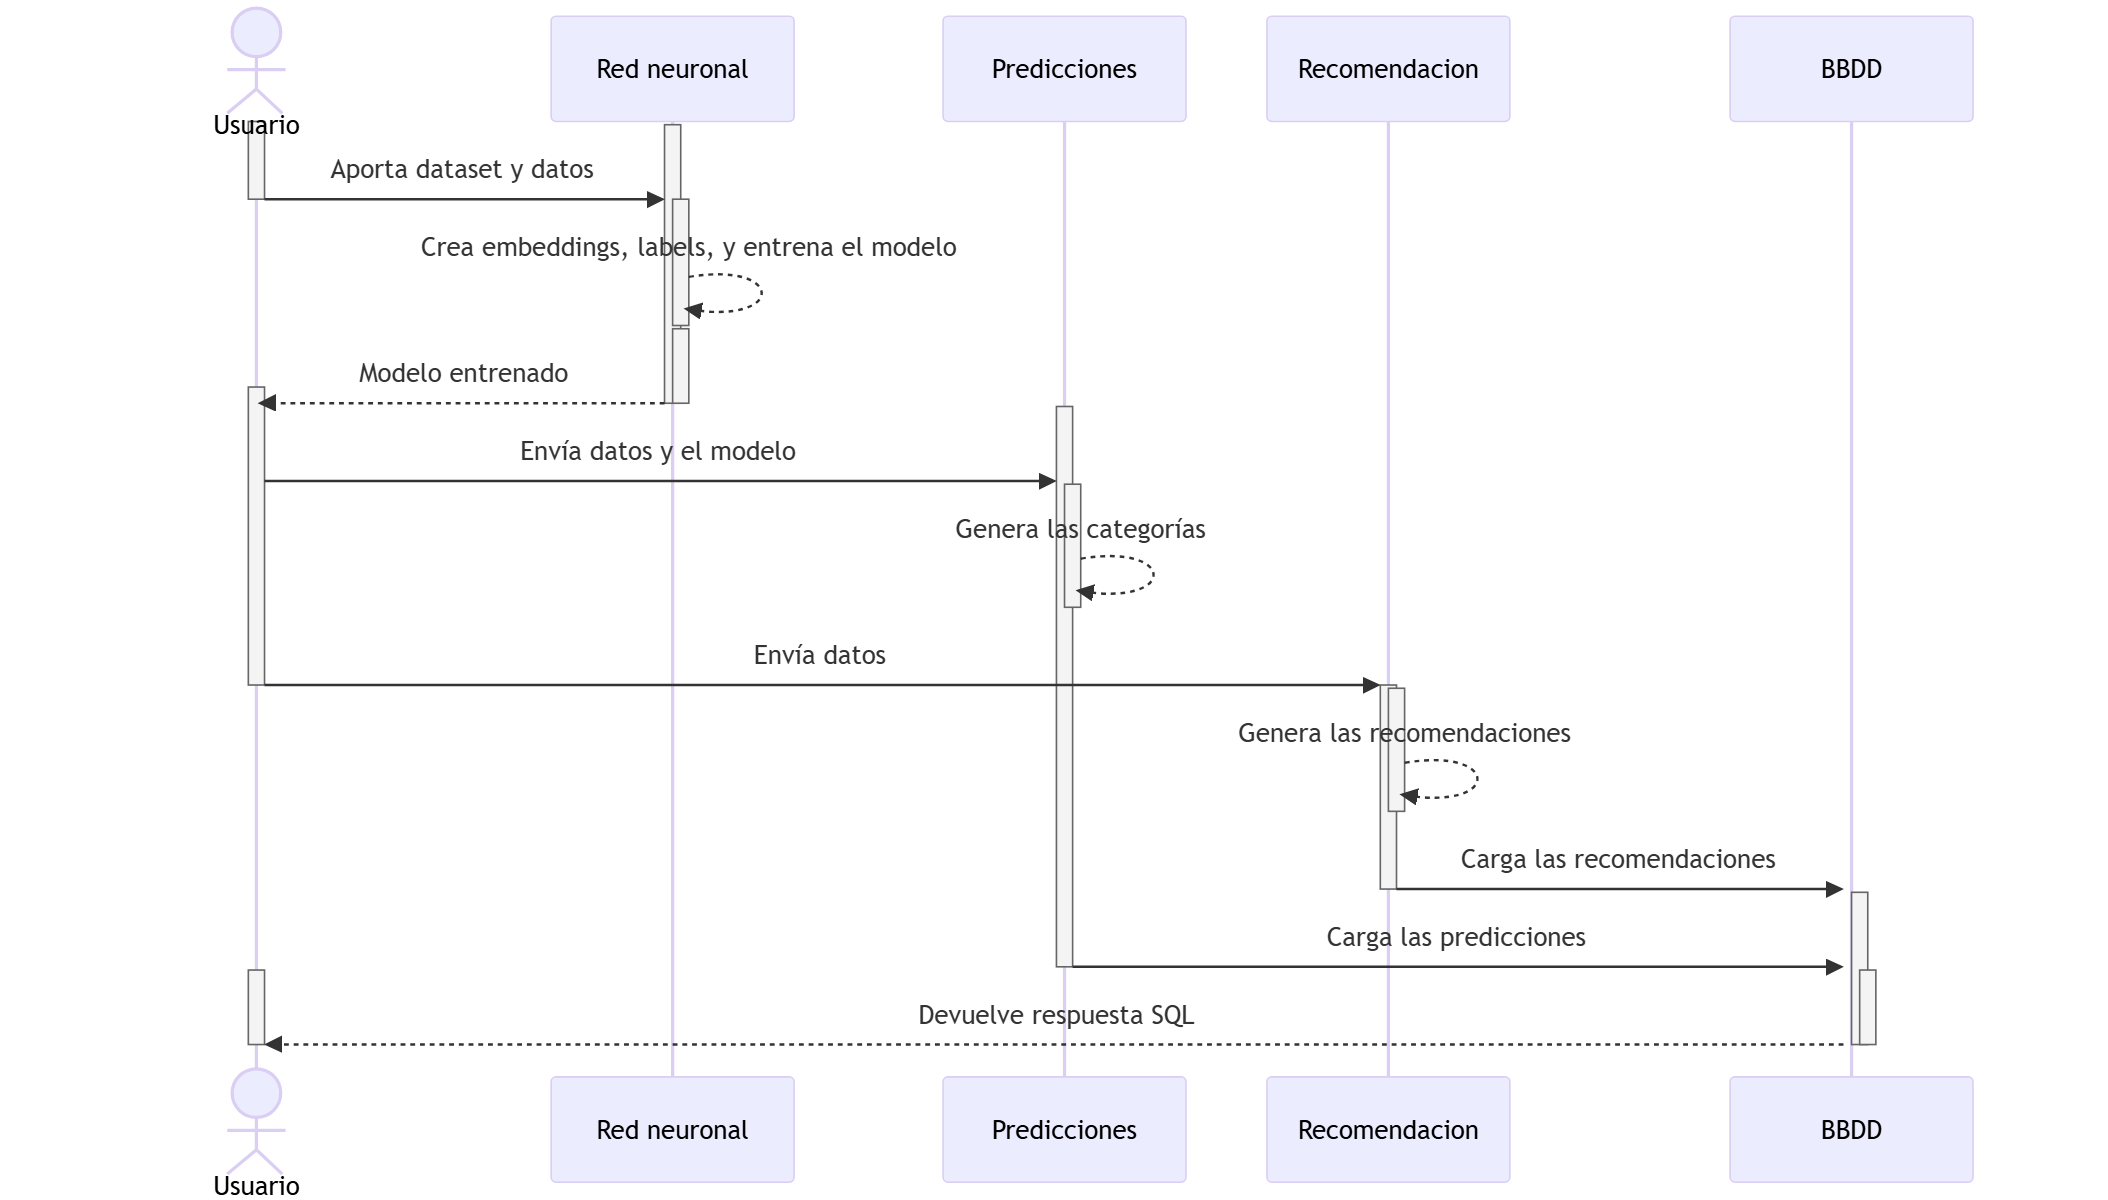 Usuario
Red neuronal
Predicciones
Recomendacion
BBDD
Aporta dataset y datos
Crea embeddings, labels, y entrena el modelo
Modelo entrenado
Envía datos y el modelo
Genera las categorías
Envía datos
Genera las recomendaciones
Carga las recomendaciones
Carga las predicciones
Devuelve respuesta SQL
Usuario
Red neuronal
Predicciones
Recomendacion
BBDD